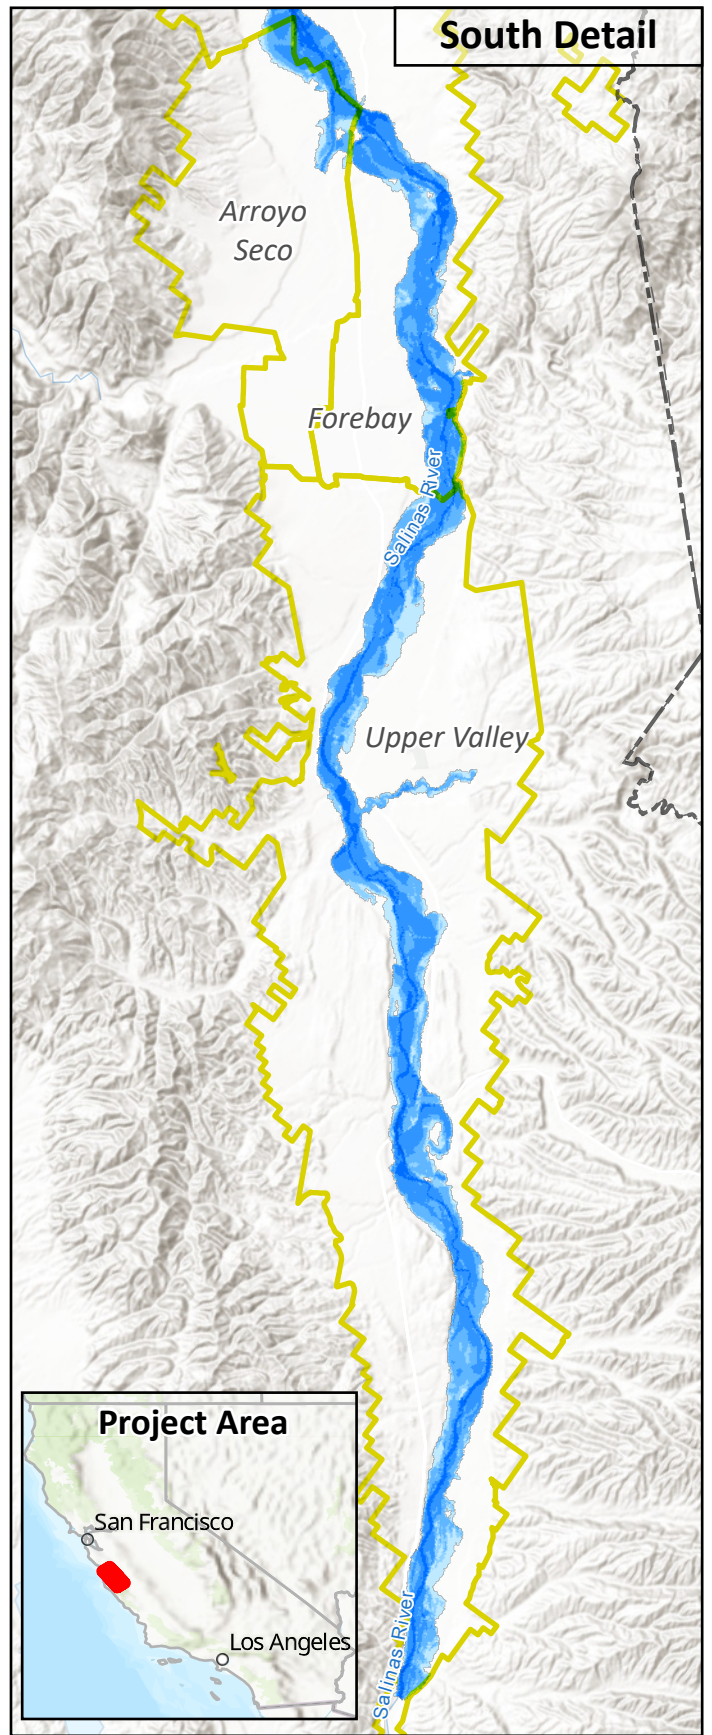 South Detail
Arroyo
Seco
Forebay
Salinas River
Upper Valley
Project Area
San Francisco
Los Angeles
Salinas River